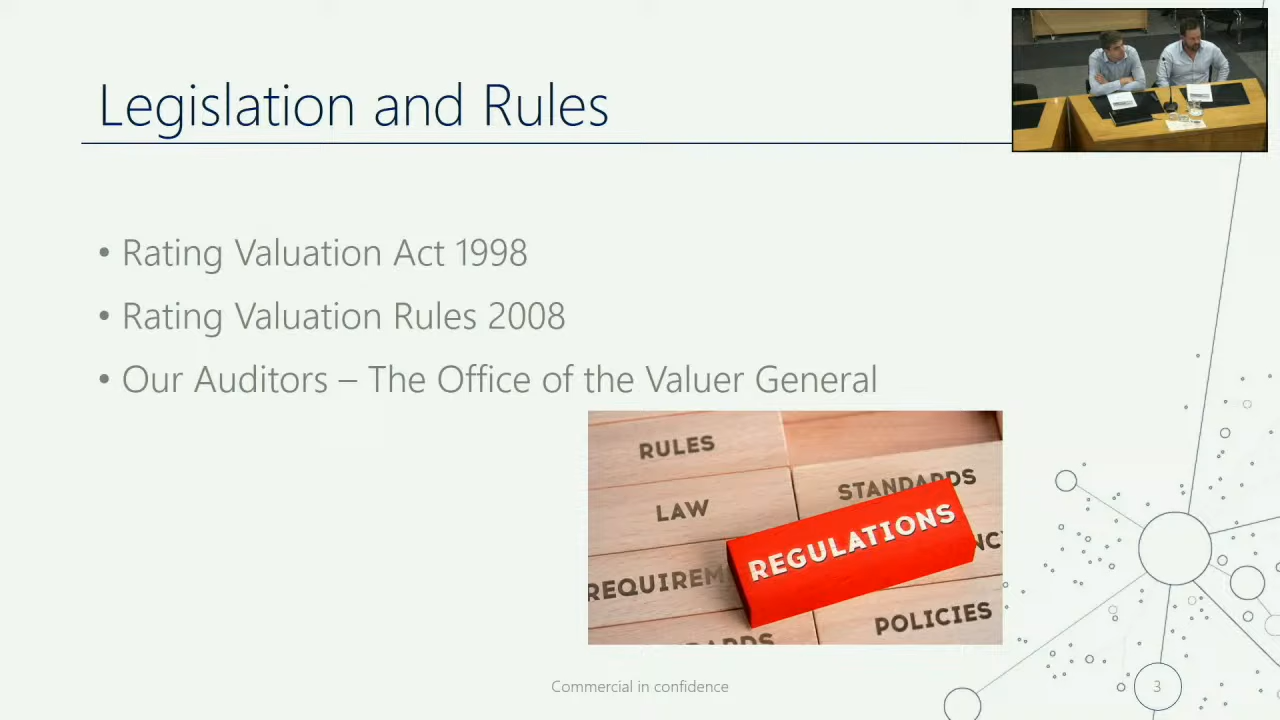 Legislation and Rules
• Rating Valuation Act 1998
• Rating Valuation Rules 2008
• Our Auditors – The Office of the Valuer General
RULES
STANDARDS
LAW
REGULATIONS
POLICIES
Commercial in confidence
3